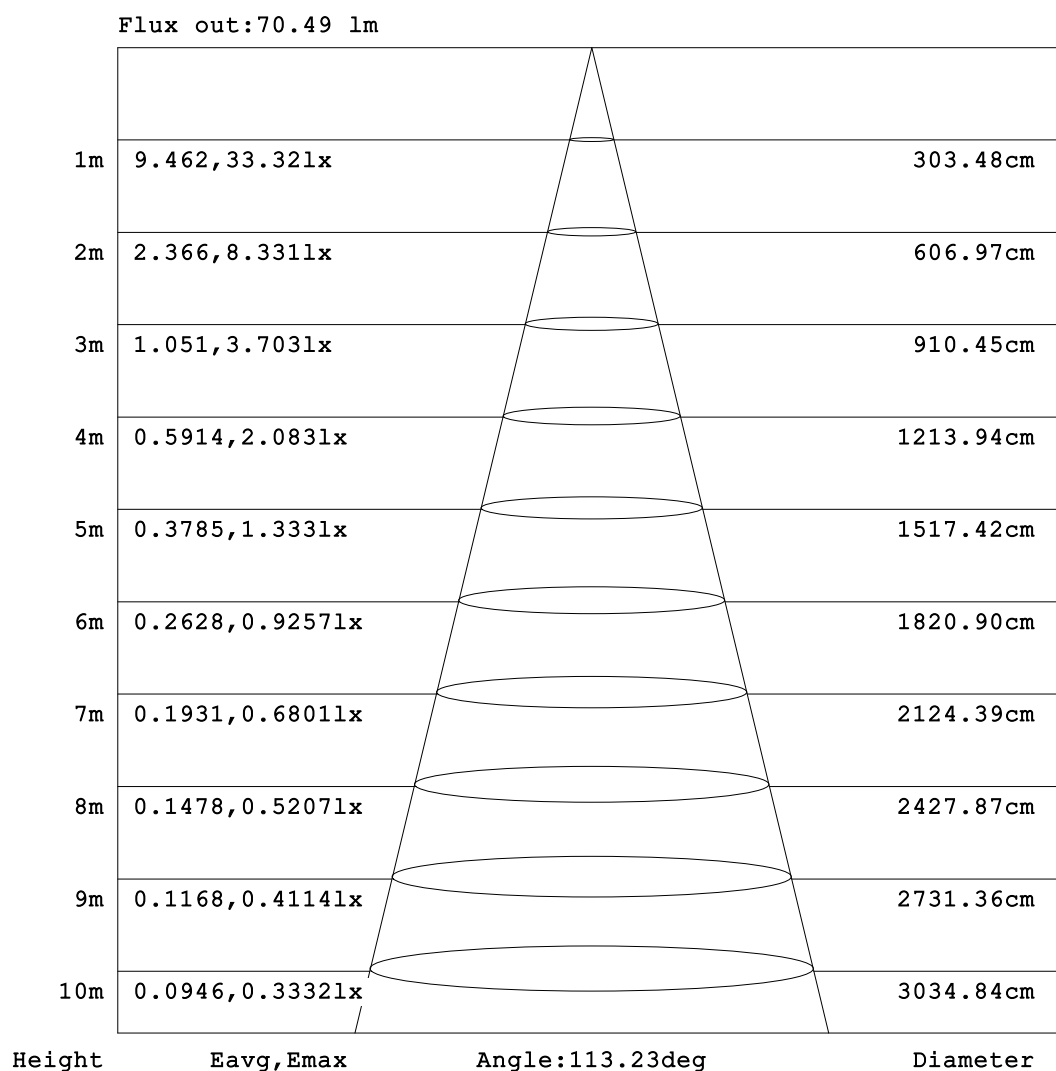 Flux out:70.49 lm
1m 9.462,33.32lx 303.48cm
2m 2.366,8.331lx 606.97cm
3m 1.051,3.703lx 910.45cm
4m 0.5914,2.083lx 1213.94cm
5m 0.3785,1.333lx 1517.42cm
6m 0.2628,0.9257lx 1820.90cm
7m 0.1931,0.6801lx 2124.39cm
8m 0.1478,0.5207lx 2427.87cm
9m 0.1168,0.4114lx 2731.36cm
10m 0.0946,0.3332lx 3034.84cm
Height Eavg,Emax Angle:113.23deg Diameter